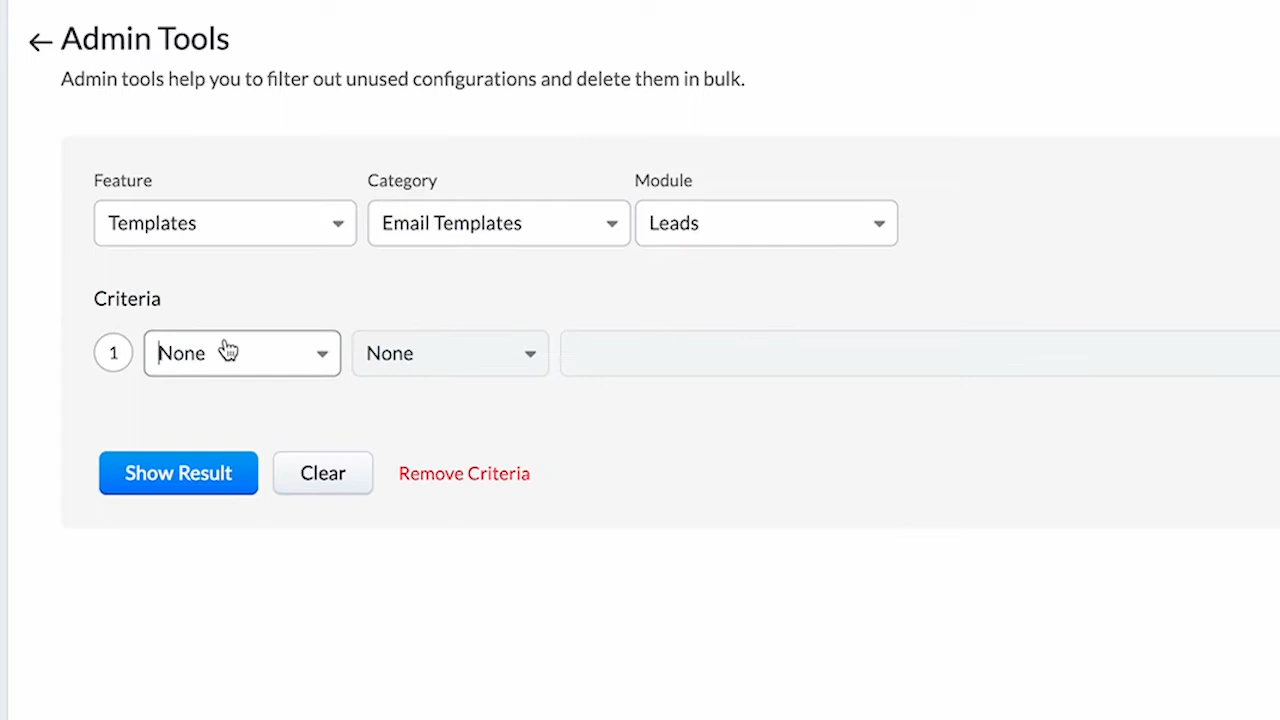 Admin Tools
Admin tools help you to filter out unused configurations and delete them in bulk.
Feature Category Module
Templates Email Templates Leads
Criteria
1 None None
Show Result Clear Remove Criteria